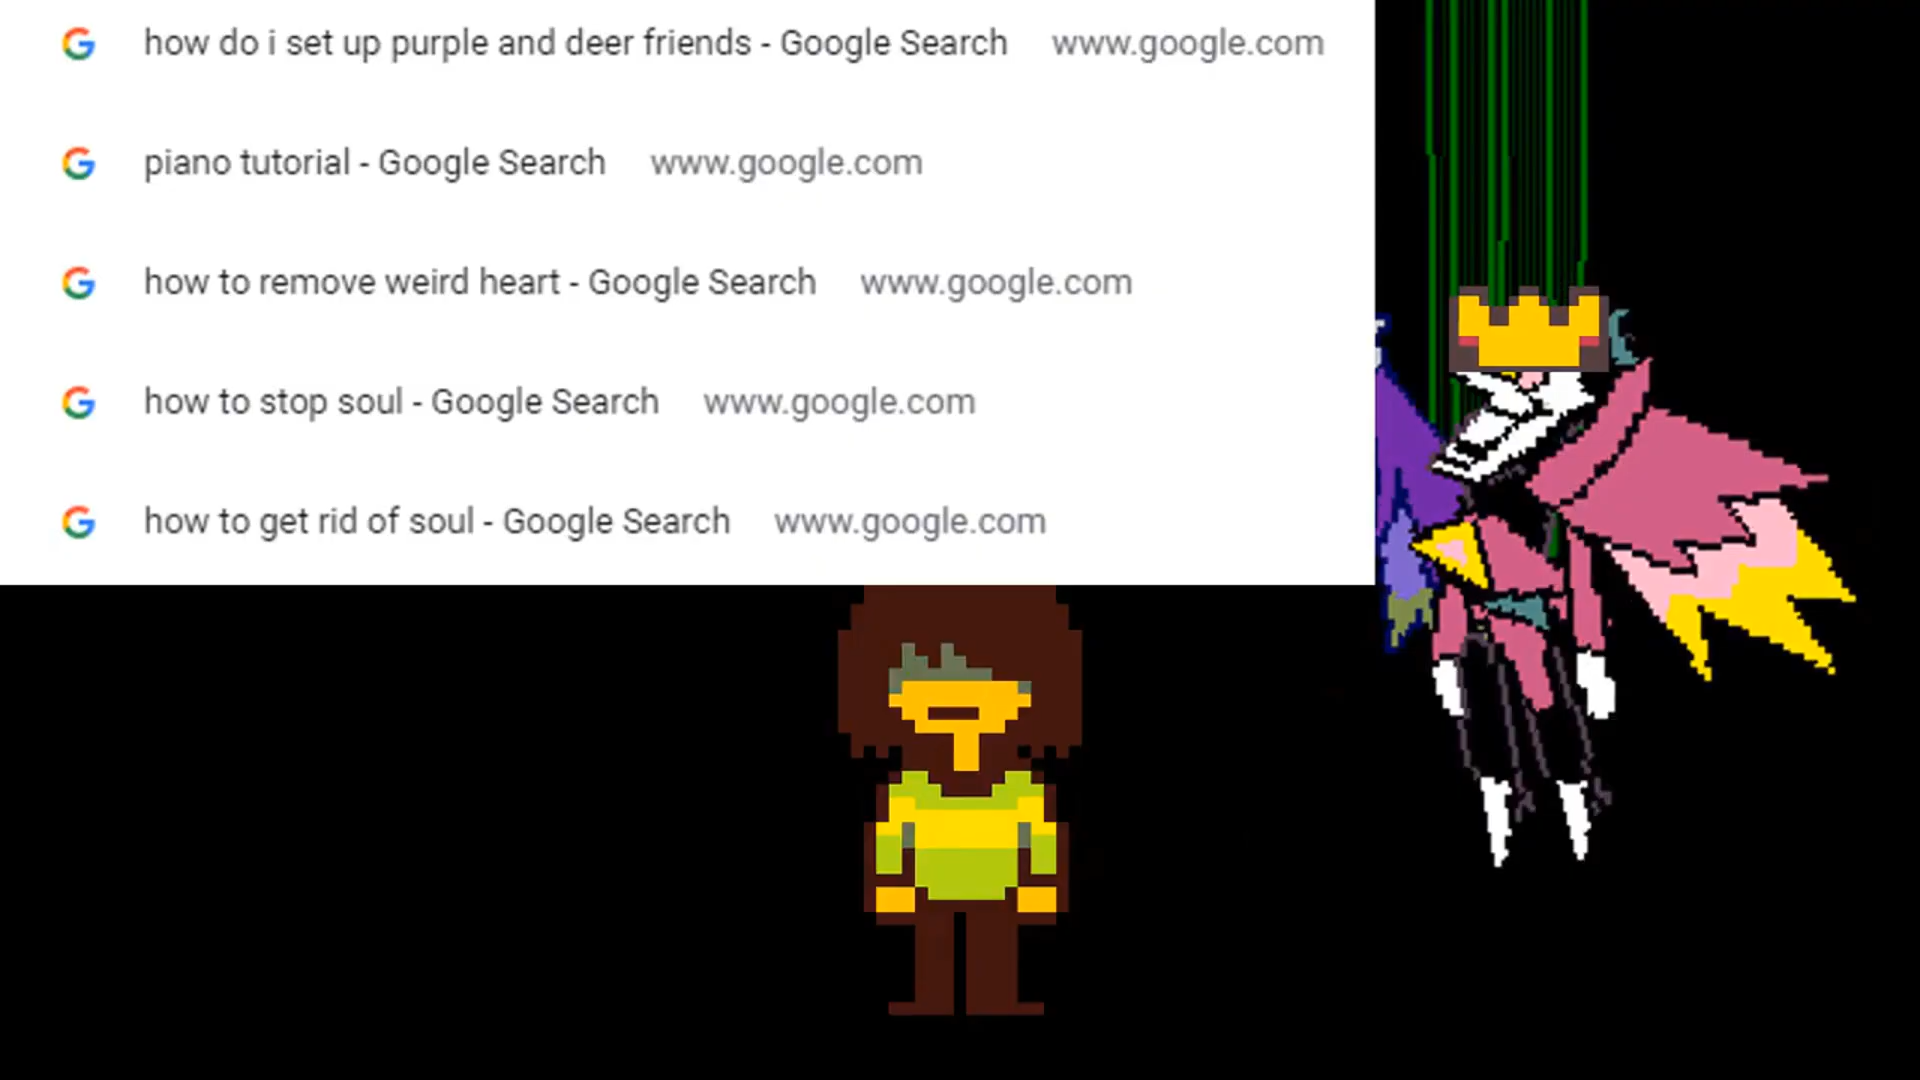 how do i set up purple and deer friends - Google Search www.google.com
piano tutorial - Google Search www.google.com
how to remove weird heart - Google Search www.google.com
how to stop soul - Google Search www.google.com
how to get rid of soul - Google Search www.google.com